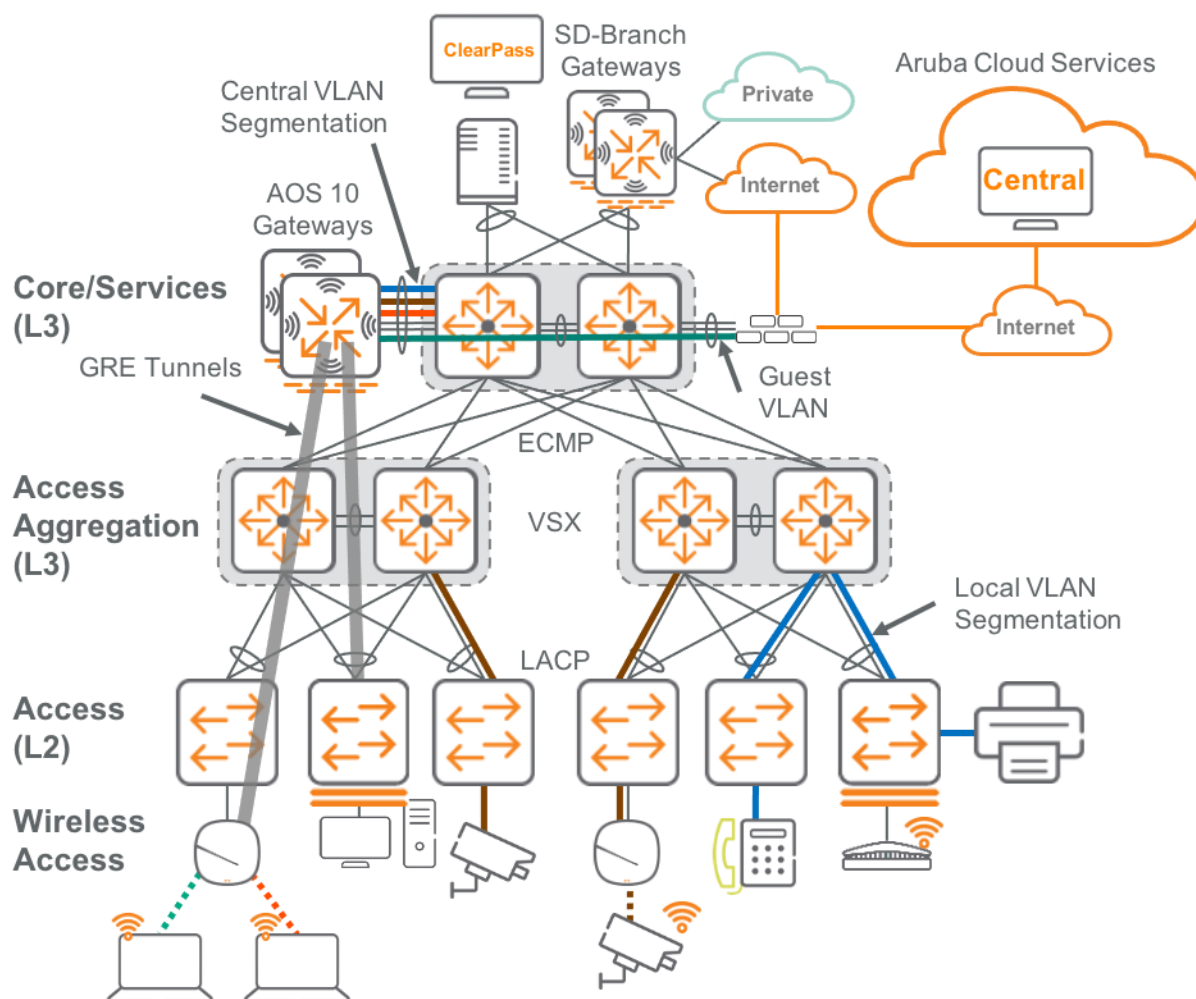 ClearPass
SD-Branch
Gateways
Private
Internet
Aruba Cloud Services
Central
Internet
Central VLAN
Segmentation
AOS 10
Gateways
Core/Services
(L3)
GRE Tunnels
Guest
VLAN
ECMP
Access
Aggregation
(L3)
VSX
Local VLAN
Segmentation
LACP
Access
(L2)
Wireless
Access